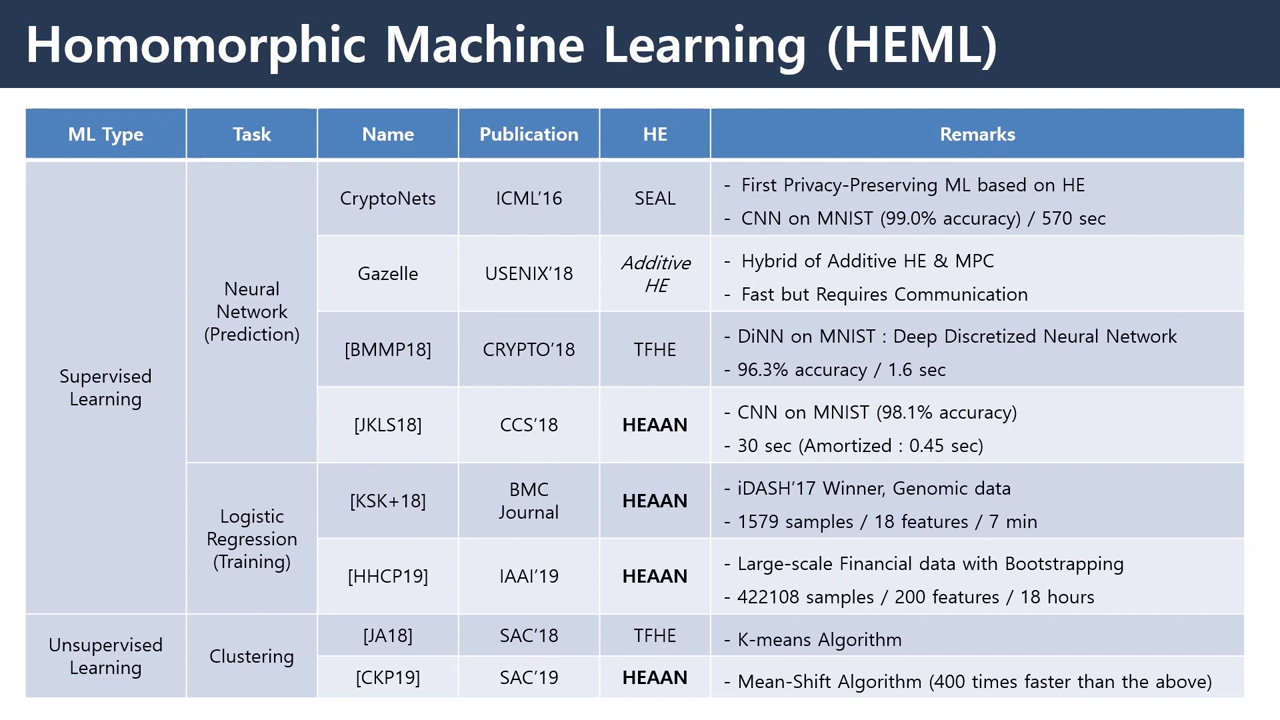 Homomorphic Machine Learning (HEML)
ML Type Task Name Publication HE Remarks
Supervised
Learning
Neural
Network
(Prediction)
CryptoNets ICML’16 SEAL
- First Privacy-Preserving ML based on HE
- CNN on MNIST (99.0% accuracy) / 570 sec
Gazelle USENIX’18 Additive
HE
- Hybrid of Additive HE & MPC
- Fast but Requires Communication
[BMMP18] CRYPTO’18 TFHE
- DiNN on MNIST : Deep Discretized Neural Network
- 96.3% accuracy / 1.6 sec
[JKLS18] CCS’18 HEAAN
- CNN on MNIST (98.1% accuracy)
- 30 sec (Amortized : 0.45 sec)
Logistic
Regression
(Training)
[KSK+18] BMC
Journal
HEAAN
- iDASH’17 Winner, Genomic data
- 1579 samples / 18 features / 7 min
[HHCP19] IAAI’19 HEAAN
- Large-scale Financial data with Bootstrapping
- 422108 samples / 200 features / 18 hours
Unsupervised
Learning
Clustering
[JA18] SAC’18 TFHE
- K-means Algorithm
[CKP19] SAC’19 HEAAN
- Mean-Shift Algorithm (400 times faster than the above)